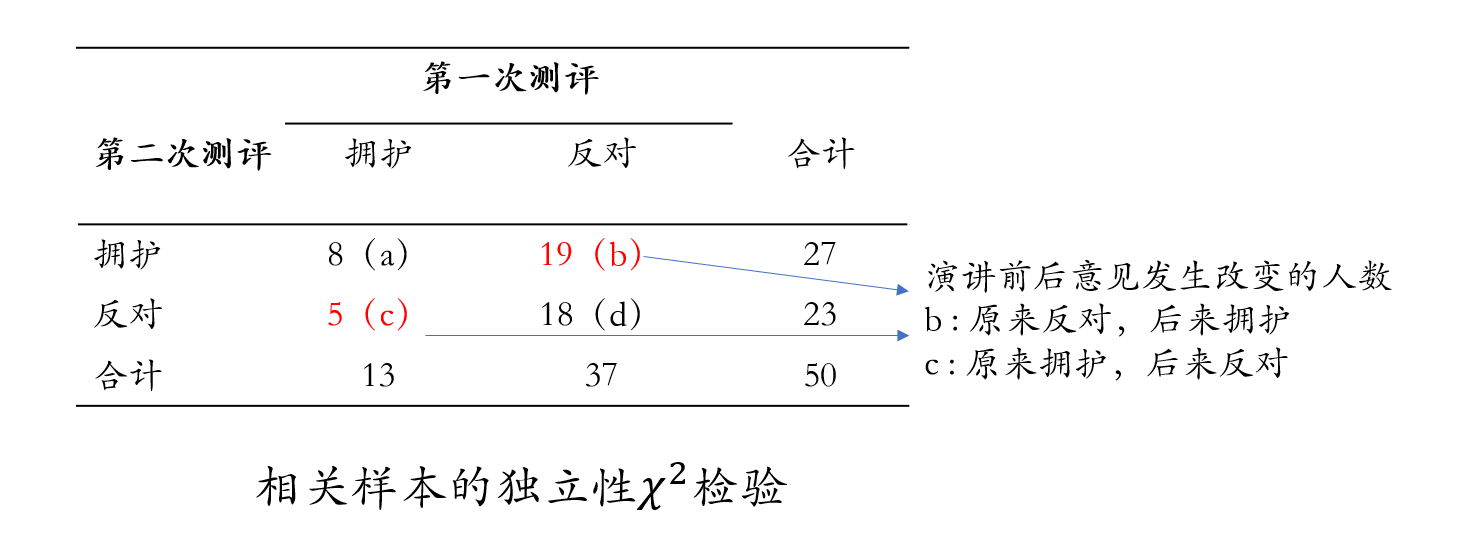 第一次测评
第二次测评 拥护 反对 合计
拥护 8（a） 19（b） 27
反对 5（c） 18（d） 23
合计 13 37 50
演讲前后意见发生改变的人数
b：原来反对，后来拥护
c：原来拥护，后来反对
相关样本的独立性χ²检验